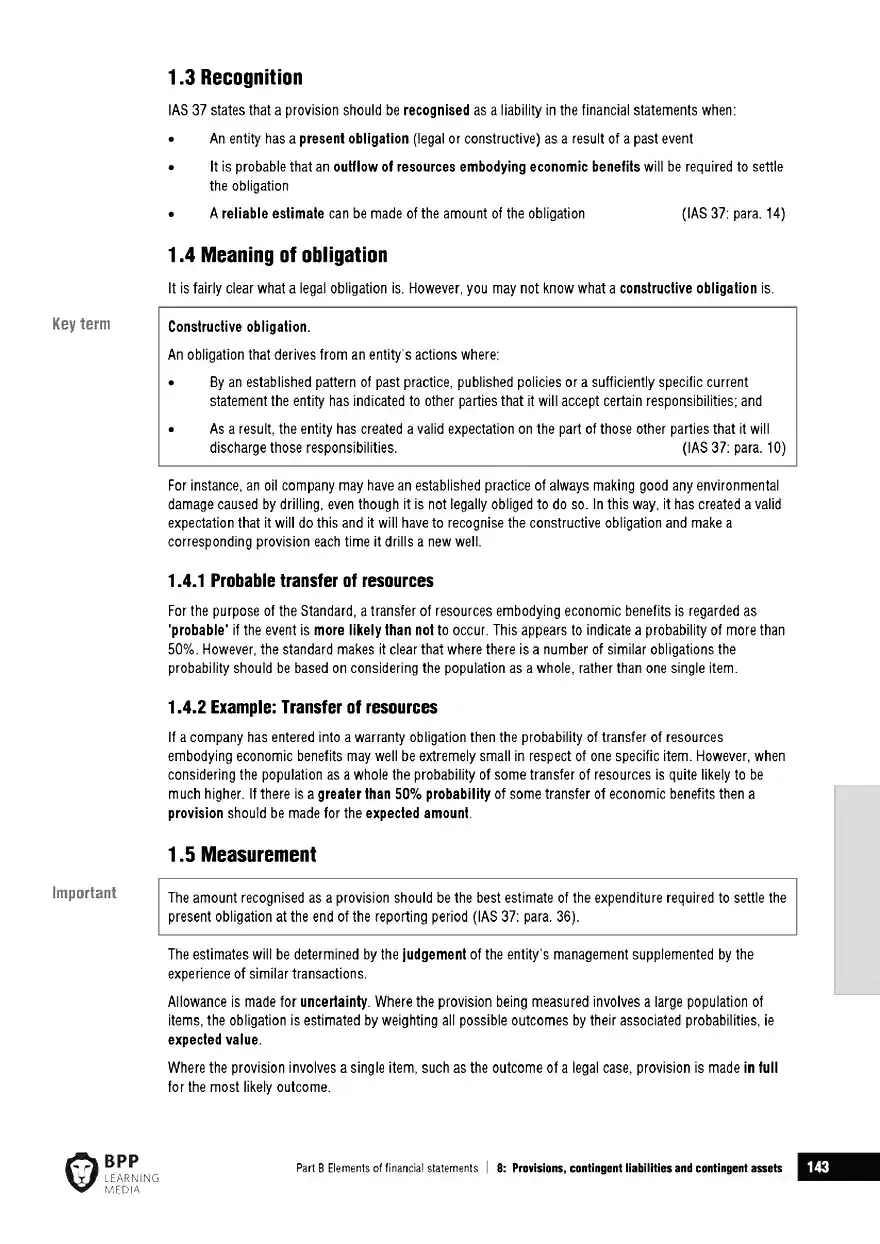 1.3 Recognition
IAS 37 states that a provision should be recognised as a liability in the financial statements when:
• An entity has a present obligation (legal or constructive) as a result of a past event
• It is probable that an outflow of resources embodying economic benefits will be required to settle
the obligation
• A reliable estimate can be made of the amount of the obligation (IAS 37: para. 14)
1.4 Meaning of obligation
It is fairly clear what a legal obligation is. However, you may not know what a constructive obligation is.
Key term
Constructive obligation.
An obligation that derives from an entity's actions where:
• By an established pattern of past practice, published policies or a sufficiently specific current
statement the entity has indicated to other parties that it will accept certain responsibilities; and
• As a result, the entity has created a valid expectation on the part of those other parties that it will
discharge those responsibilities. (IAS 37: para. 10)
For instance, an oil company may have an established practice of always making good any environmental
damage caused by drilling, even though it is not legally obliged to do so. In this way, it has created a valid
expectation that it will do this and it will have to recognise the constructive obligation and make a
corresponding provision each time it drills a new well.
1.4.1 Probable transfer of resources
For the purpose of the Standard, a transfer of resources embodying economic benefits is regarded as
'probable' if the event is more likely than not to occur. This appears to indicate a probability of more than
50%. However, the standard makes it clear that where there is a number of similar obligations the
probability should be based on considering the population as a whole, rather than one single item.
1.4.2 Example: Transfer of resources
If a company has entered into a warranty obligation then the probability of transfer of resources
embodying economic benefits may well be extremely small in respect of one specific item. However, when
considering the population as a whole the probability of some transfer of resources is quite likely to be
much higher. If there is a greater than 50% probability of some transfer of economic benefits then a
provision should be made for the expected amount.
1.5 Measurement
Important
The amount recognised as a provision should be the best estimate of the expenditure required to settle the
present obligation at the end of the reporting period (IAS 37: para. 36).
The estimates will be determined by the judgement of the entity's management supplemented by the
experience of similar transactions.
Allowance is made for uncertainty. Where the provision being measured involves a large population of
items, the obligation is estimated by weighting all possible outcomes by their associated probabilities, ie
expected value.
Where the provision involves a single item, such as the outcome of a legal case, provision is made in full
for the most likely outcome.
BPP
LEARNING
MEDIA
Part B Elements of financial statements | 8: Provisions, contingent liabilities and contingent assets 143